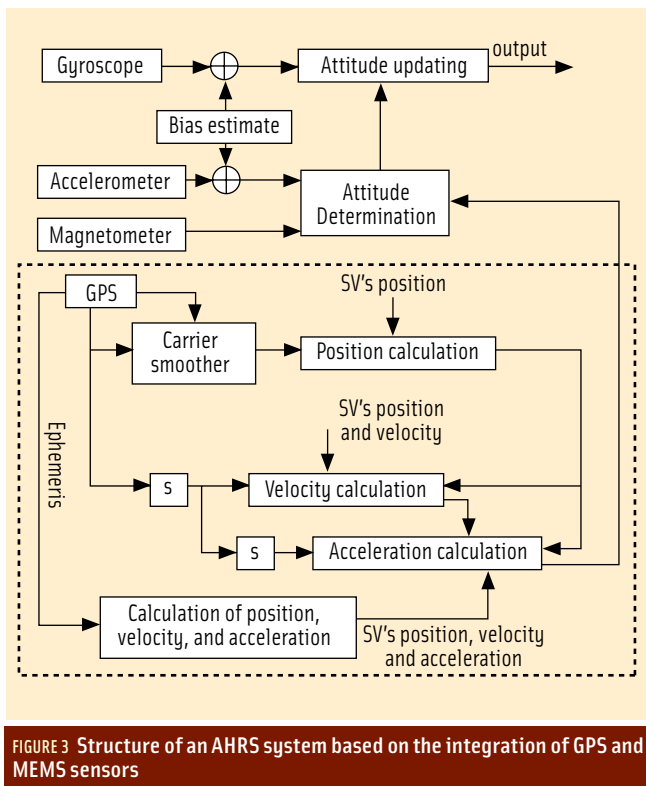 output
Gyroscope
Attitude updating
Bias estimate
Accelerometer
Attitude
Determination
Magnetometer
GPS
SV's position
Carrier
smoother
Position calculation
SV's position
and velocity
Ephemeris
s
Velocity calculation
s
Acceleration calculation
Calculation of position,
velocity, and acceleration
SV's position, velocity
and acceleration
FIGURE 3 Structure of an AHRS system based on the integration of GPS and
MEMS sensors